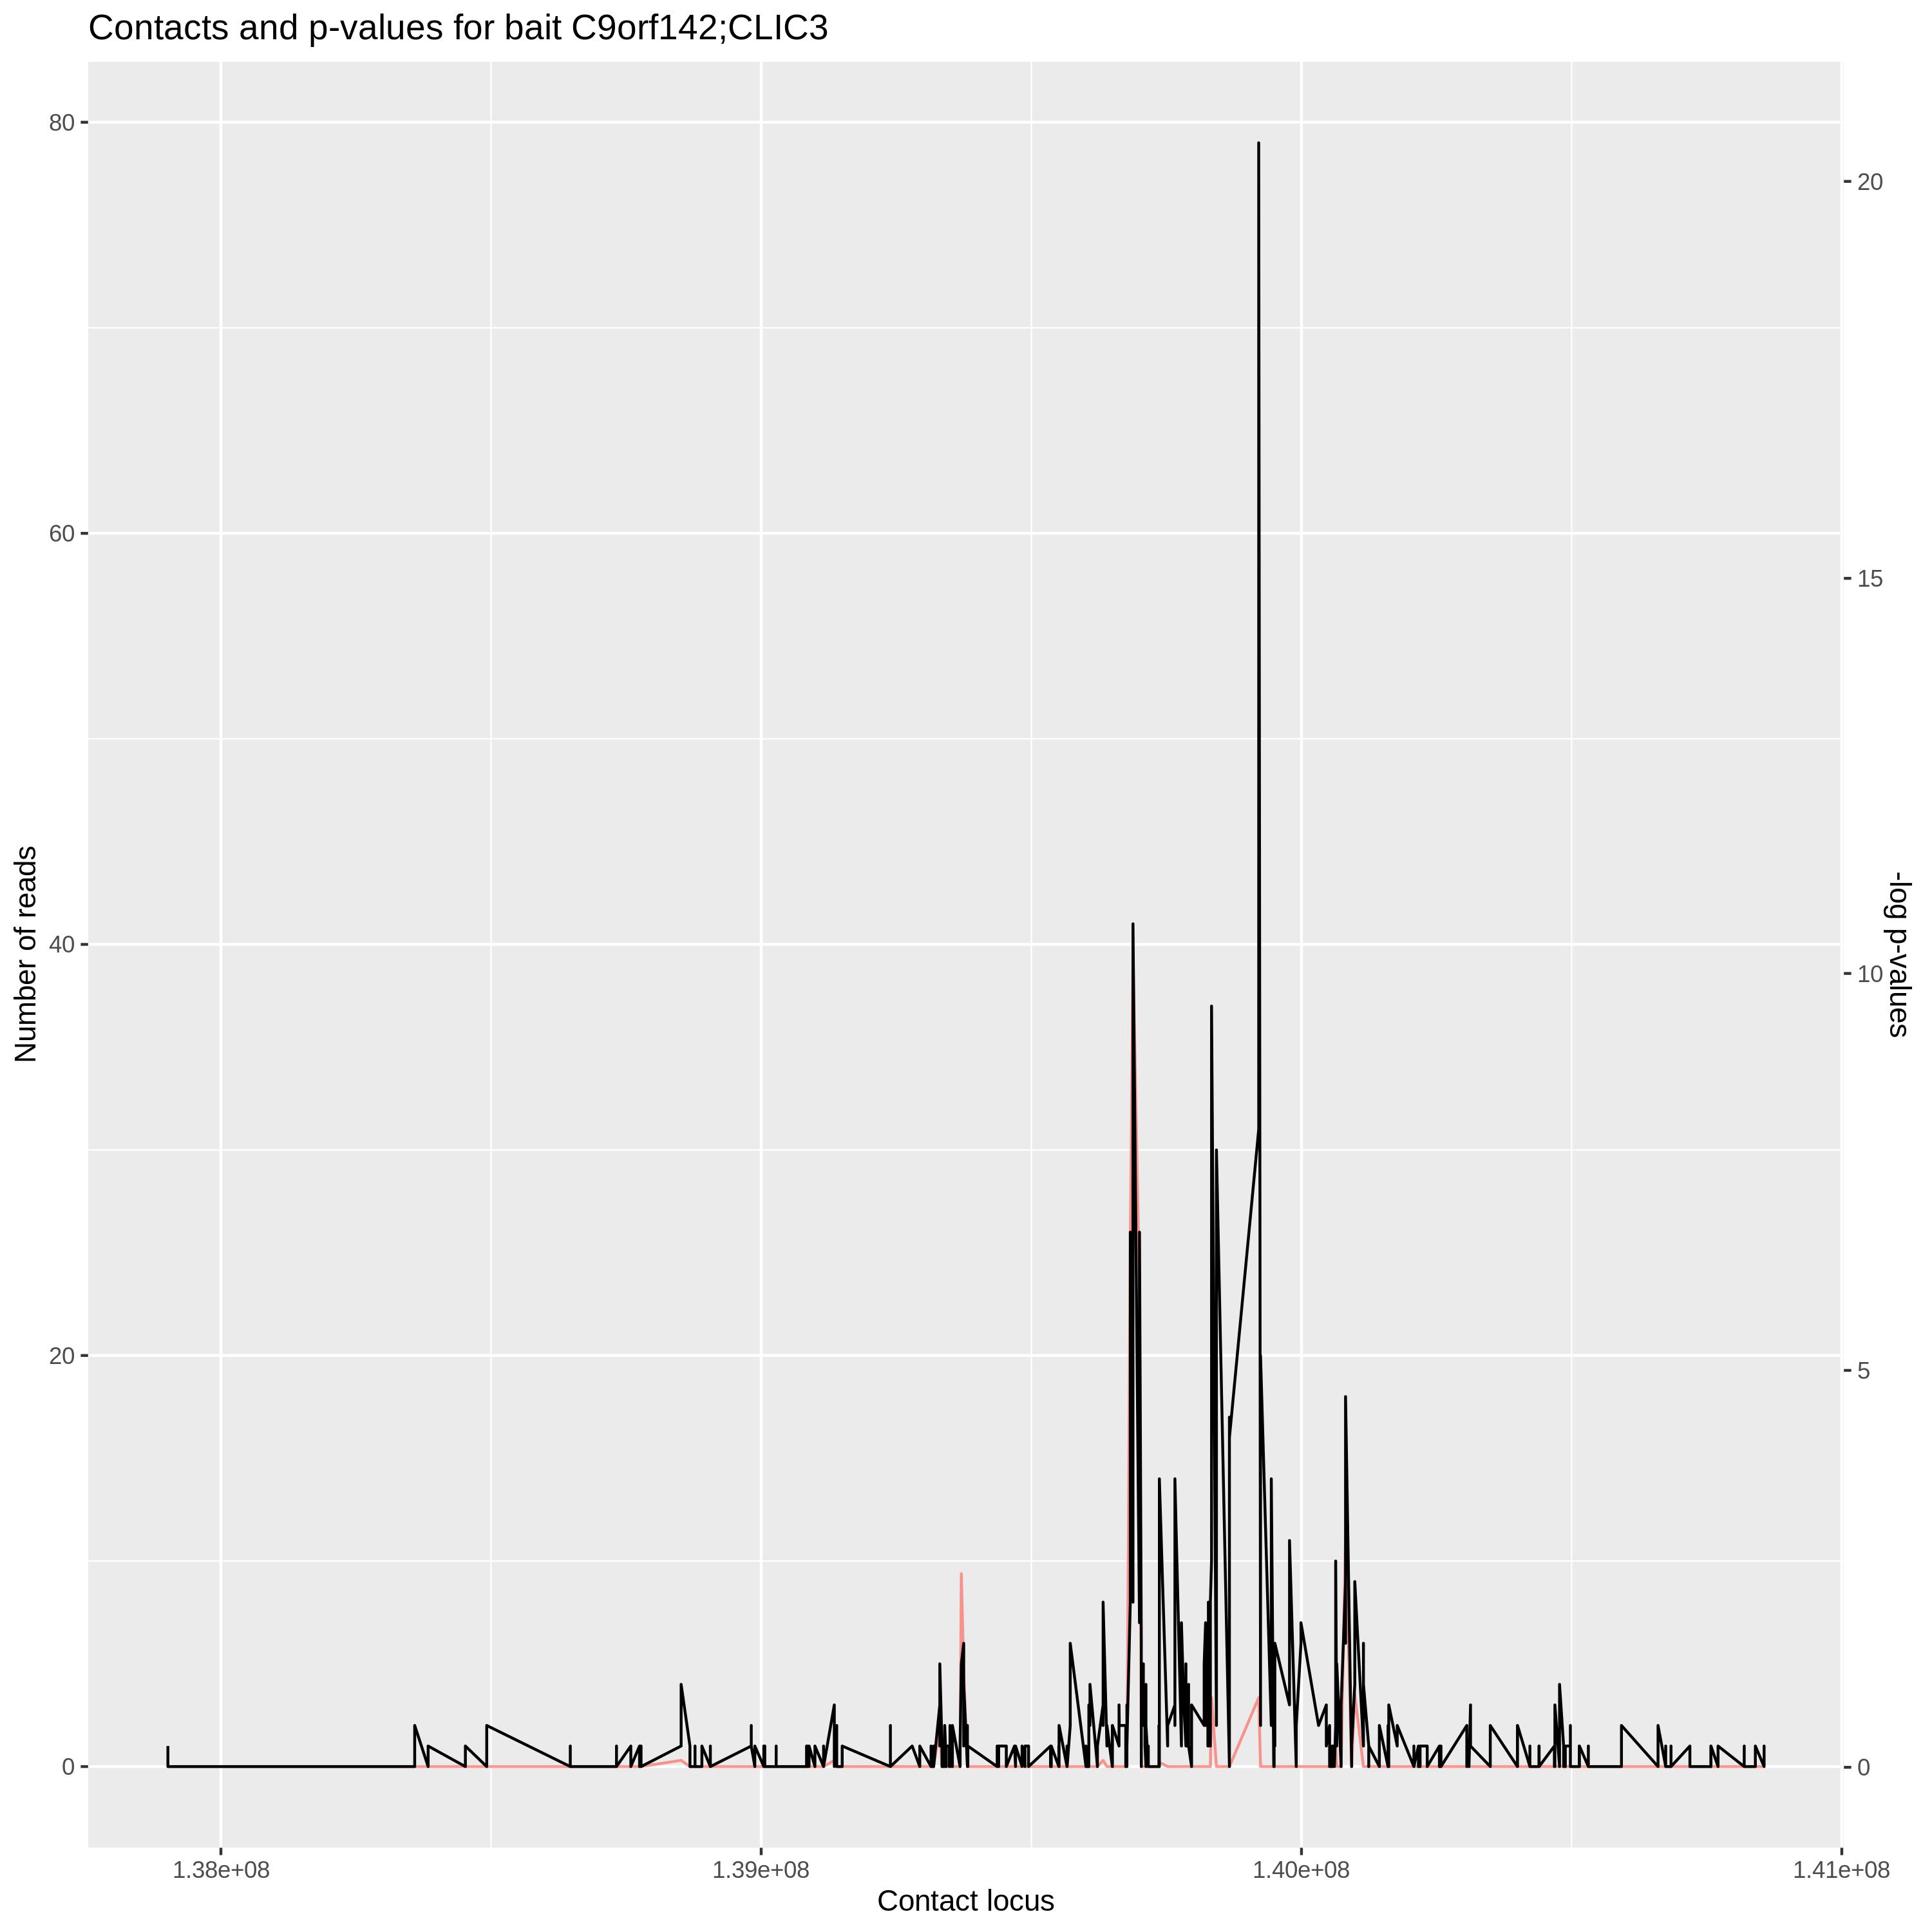 Contacts and p-values for bait C9orf142;CLIC3
80
60
40
20
0
Number of reads
20
15
10
5
0
-log p-values
1.38e+08
1.39e+08
1.40e+08
1.41e+08
Contact locus